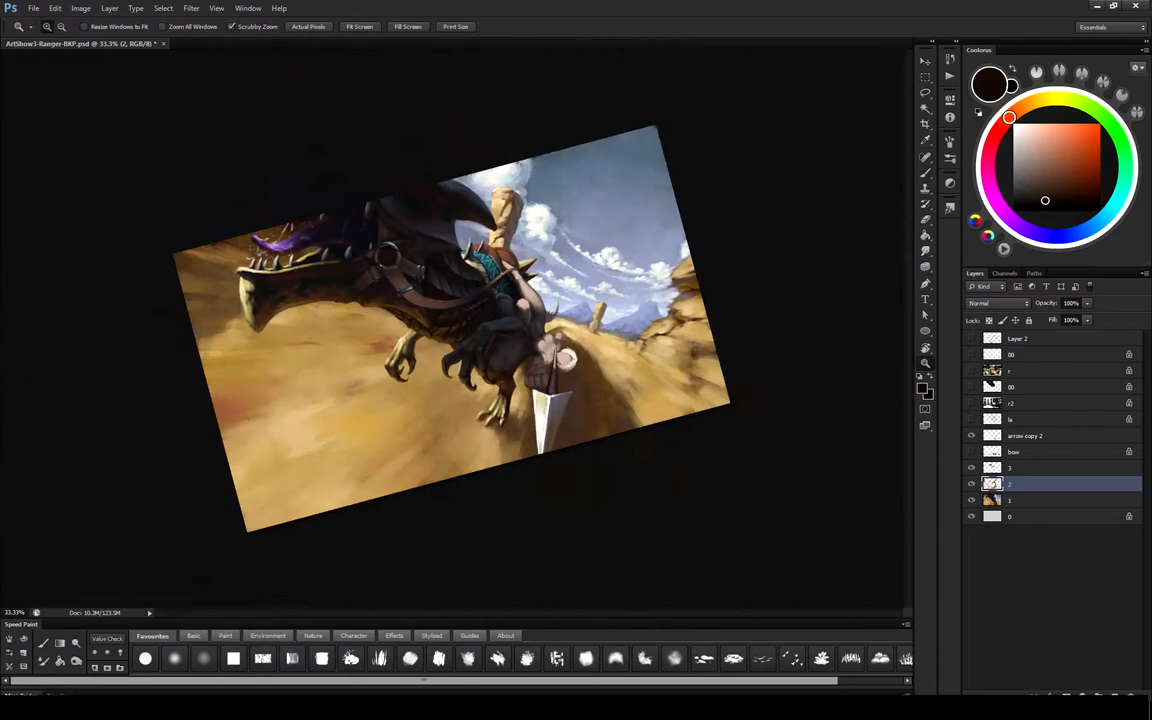 Ps File Edit Image Layer Type Select Filter View Window Help
Resize Windows to Fit Zoom All Windows Scrubby Zoom Actual Pixels Fit Screen Fill Screen Print Size Essentials
ArtShow3-Ranger-BKP.psd @ 33.3% (2, RGB/8) * ×
Coolorus
Layers Channels Paths
Kind
Normal Opacity: 100%
Lock: Fill: 100%
Layer 2
00
r
00
r2
la
arrow copy 2
bow
3
2
1
0
33.33% Doc: 10.3M/123.5M
Speed Paint
Value Check Favourites Basic Paint Environment Nature Character Effects Stylised Guides About